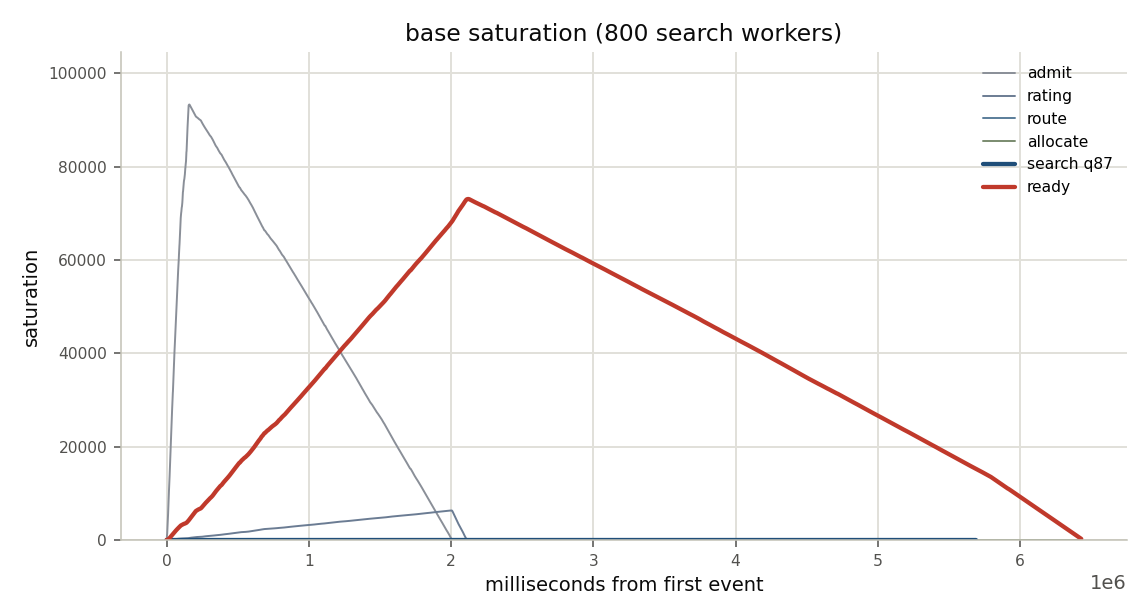 base saturation (800 search workers)
100000
80000
60000
40000
20000
0
saturation
admit
rating
route
allocate
search q87
ready
0 1 2 3 4 5 6
1e6
milliseconds from first event